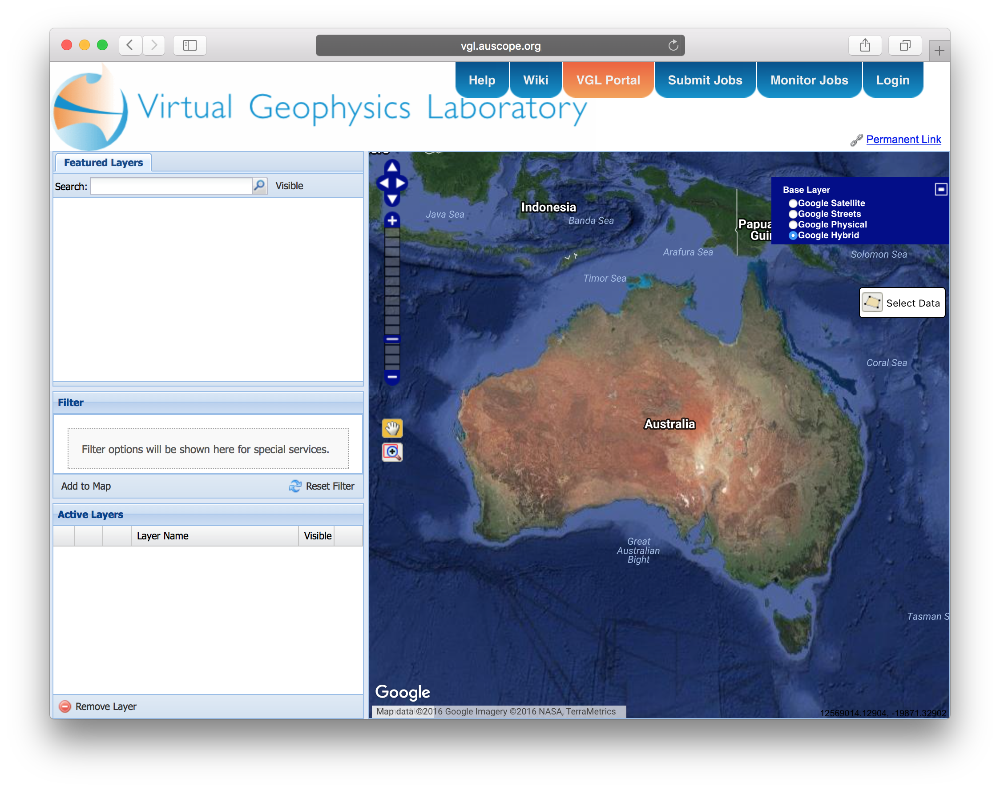 vgl.auscope.org
Help
Wiki
VGL Portal
Submit Jobs
Monitor Jobs
Login
Virtual Geophysics Laboratory
Permanent Link
Featured Layers
Search:
Visible
Filter
Filter options will be shown here for special services.
Add to Map
Reset Filter
Active Layers
Layer Name
Visible
Remove Layer
Base Layer
Google Satellite
Google Streets
Google Physical
Google Hybrid
Select Data
Indonesia
Java Sea
Banda Sea
Papua
Gui
Arafura Sea
Solomon Sea
Timor Sea
Coral Sea
Australia
Great
Australian
Bight
Tasman S
Google
Map data ©2016 Google Imagery ©2016 NASA, TerraMetrics
12569014.12904, -19871.32902